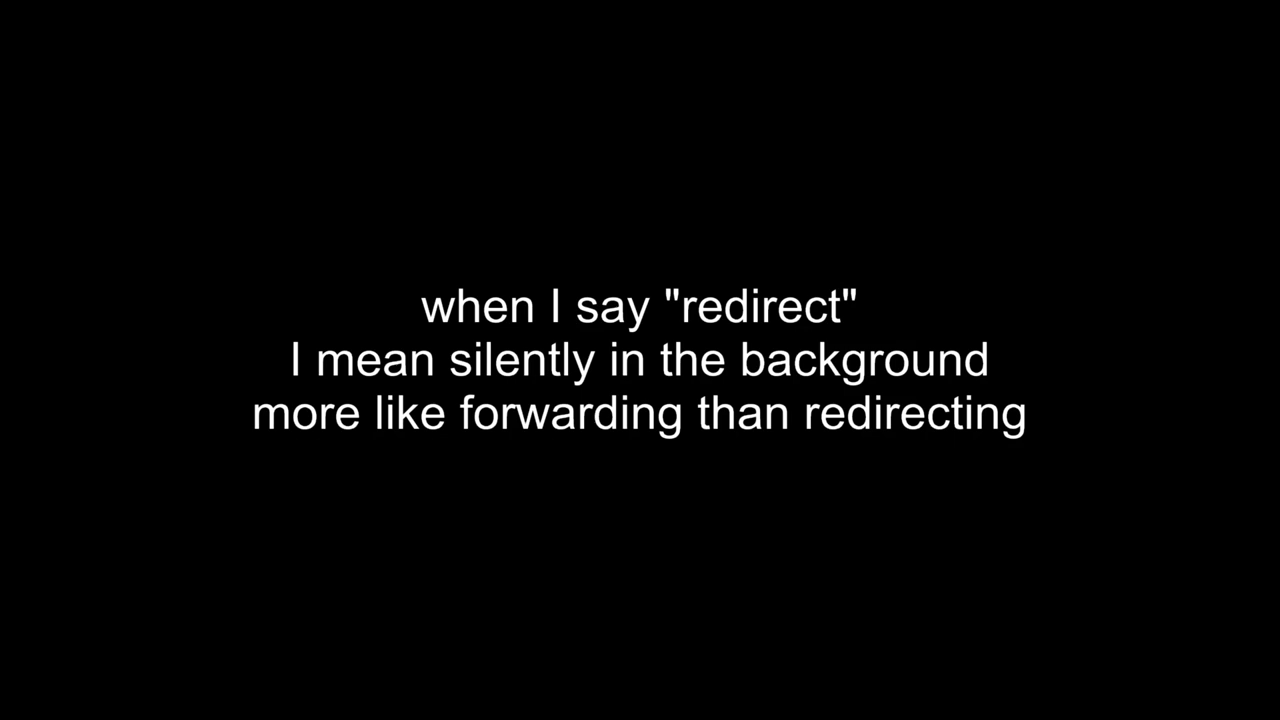 when I say "redirect"
I mean silently in the background
more like forwarding than redirecting